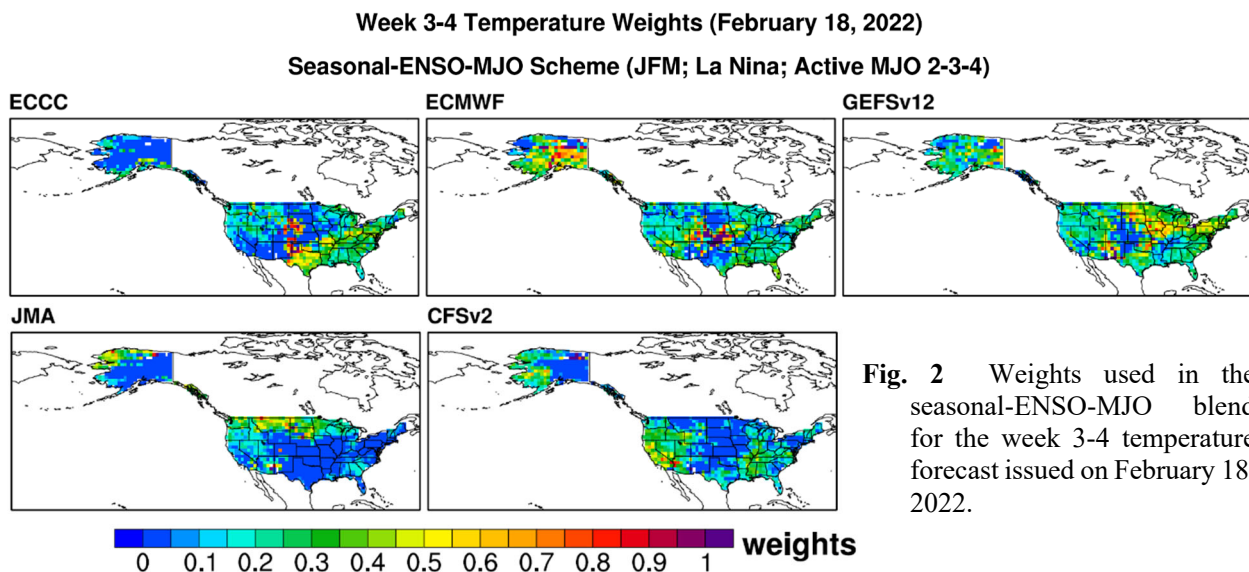 Week 3-4 Temperature Weights (February 18, 2022)
Seasonal-ENSO-MJO Scheme (JFM; La Nina; Active MJO 2-3-4)
ECCC
ECMWF
GEFSv12
JMA
CFSv2
Fig. 2 Weights used in the
seasonal-ENSO-MJO blend
for the week 3-4 temperature
forecast issued on February 18
2022.
0 0.1 0.2 0.3 0.4 0.5 0.6 0.7 0.8 0.9 1 weights